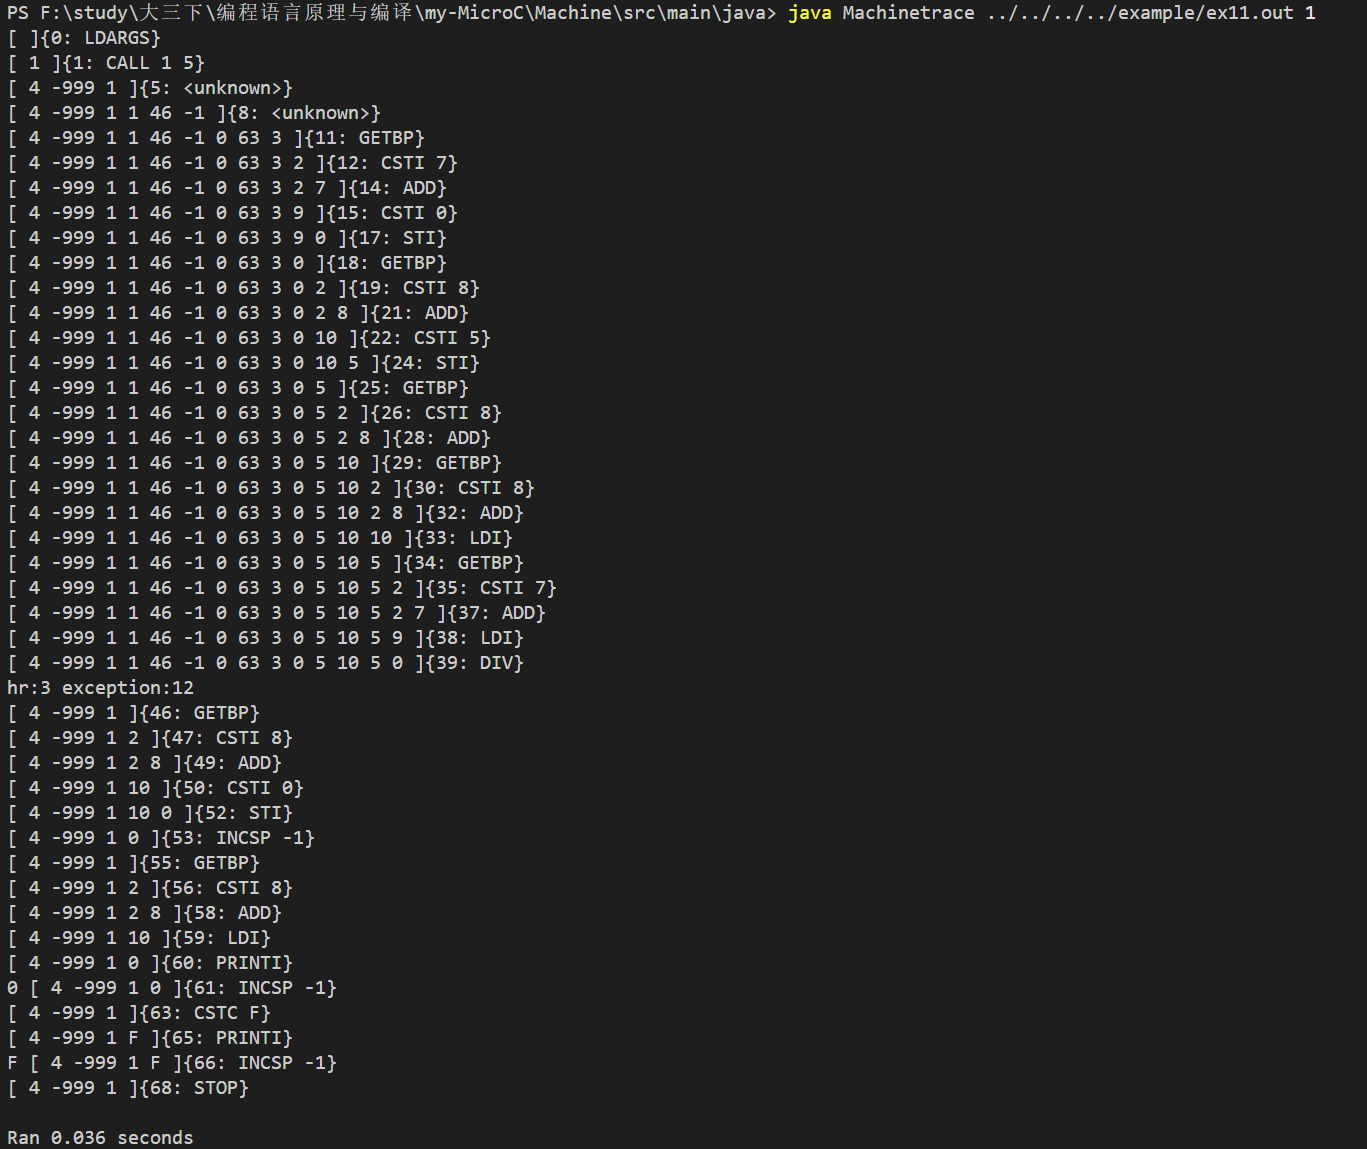 PS F:\study\大三下\编程语言原理与编译\my-MicroC\Machine\src\main\java> java Machinetrace ../../../../example/ex11.out 1
[ ]{0: LDARGS}
[ 1 ]{1: CALL 1 5}
[ 4 -999 1 ]{5: <unknown>}
[ 4 -999 1 1 46 -1 ]{8: <unknown>}
[ 4 -999 1 1 46 -1 0 63 3 ]{11: GETBP}
[ 4 -999 1 1 46 -1 0 63 3 2 ]{12: CSTI 7}
[ 4 -999 1 1 46 -1 0 63 3 2 7 ]{14: ADD}
[ 4 -999 1 1 46 -1 0 63 3 9 ]{15: CSTI 0}
[ 4 -999 1 1 46 -1 0 63 3 9 0 ]{17: STI}
[ 4 -999 1 1 46 -1 0 63 3 0 ]{18: GETBP}
[ 4 -999 1 1 46 -1 0 63 3 0 2 ]{19: CSTI 8}
[ 4 -999 1 1 46 -1 0 63 3 0 2 8 ]{21: ADD}
[ 4 -999 1 1 46 -1 0 63 3 0 10 ]{22: CSTI 5}
[ 4 -999 1 1 46 -1 0 63 3 0 10 5 ]{24: STI}
[ 4 -999 1 1 46 -1 0 63 3 0 5 ]{25: GETBP}
[ 4 -999 1 1 46 -1 0 63 3 0 5 2 ]{26: CSTI 8}
[ 4 -999 1 1 46 -1 0 63 3 0 5 2 8 ]{28: ADD}
[ 4 -999 1 1 46 -1 0 63 3 0 5 10 ]{29: GETBP}
[ 4 -999 1 1 46 -1 0 63 3 0 5 10 2 ]{30: CSTI 8}
[ 4 -999 1 1 46 -1 0 63 3 0 5 10 2 8 ]{32: ADD}
[ 4 -999 1 1 46 -1 0 63 3 0 5 10 10 ]{33: LDI}
[ 4 -999 1 1 46 -1 0 63 3 0 5 10 5 ]{34: GETBP}
[ 4 -999 1 1 46 -1 0 63 3 0 5 10 5 2 ]{35: CSTI 7}
[ 4 -999 1 1 46 -1 0 63 3 0 5 10 5 2 7 ]{37: ADD}
[ 4 -999 1 1 46 -1 0 63 3 0 5 10 5 9 ]{38: LDI}
[ 4 -999 1 1 46 -1 0 63 3 0 5 10 5 0 ]{39: DIV}
hr:3 exception:12
[ 4 -999 1 ]{46: GETBP}
[ 4 -999 1 2 ]{47: CSTI 8}
[ 4 -999 1 2 8 ]{49: ADD}
[ 4 -999 1 10 ]{50: CSTI 0}
[ 4 -999 1 10 0 ]{52: STI}
[ 4 -999 1 0 ]{53: INCSP -1}
[ 4 -999 1 ]{55: GETBP}
[ 4 -999 1 2 ]{56: CSTI 8}
[ 4 -999 1 2 8 ]{58: ADD}
[ 4 -999 1 10 ]{59: LDI}
[ 4 -999 1 0 ]{60: PRINTI}
0 [ 4 -999 1 0 ]{61: INCSP -1}
[ 4 -999 1 ]{63: CSTC F}
[ 4 -999 1 F ]{65: PRINTI}
F [ 4 -999 1 F ]{66: INCSP -1}
[ 4 -999 1 ]{68: STOP}
Ran 0.036 seconds